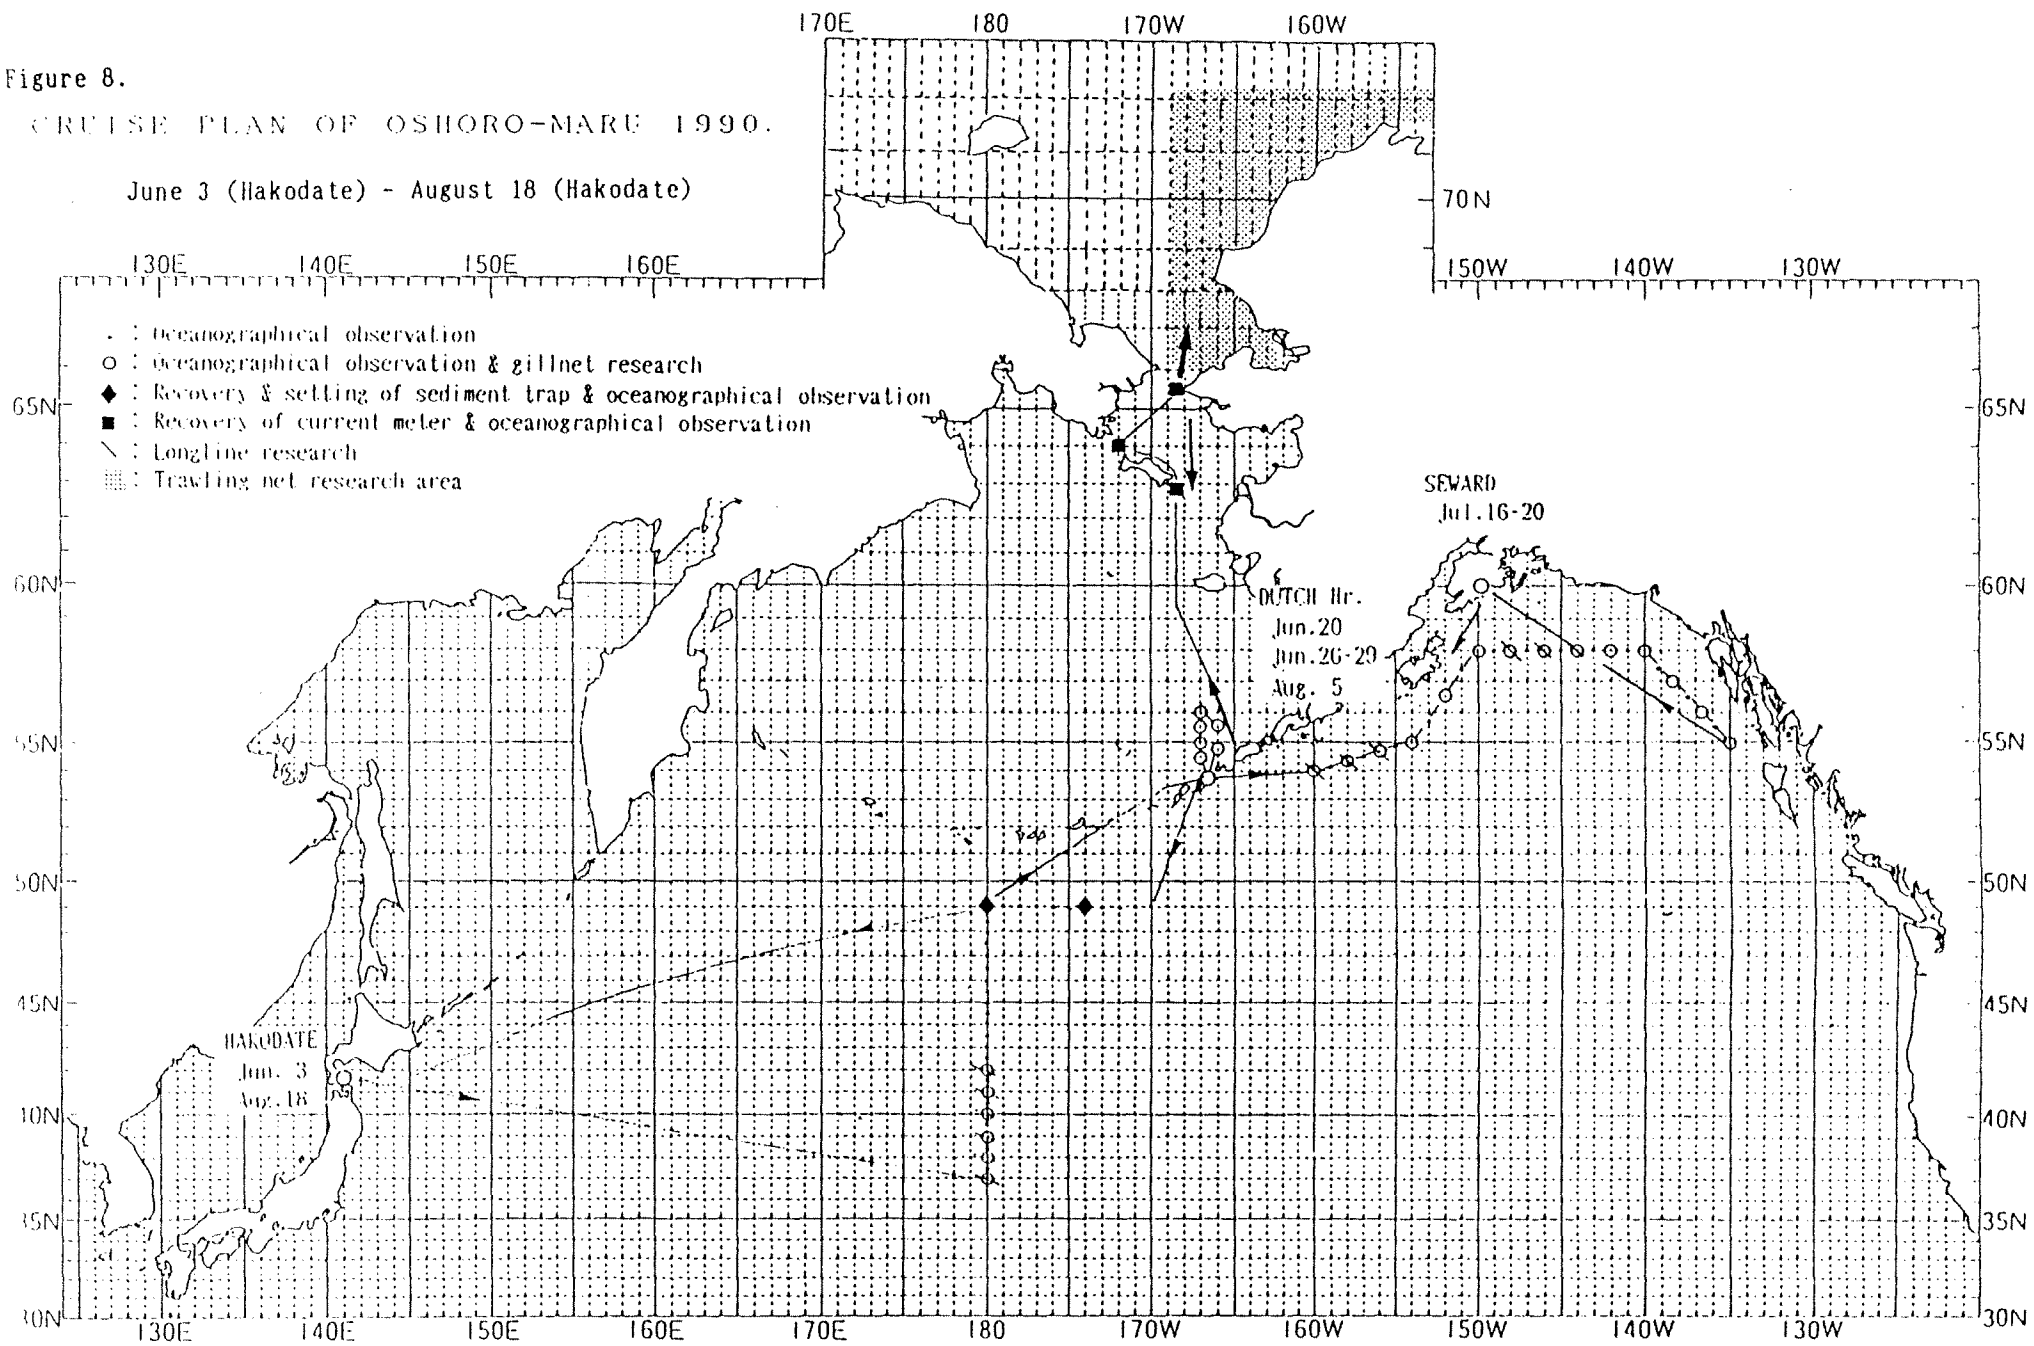 170E 180 170W 160W
Figure 8.
CRUISE PLAN OF OSHORO-MARU 1990.
June 3 (Hakodate) - August 18 (Hakodate)
70N
130E 140E 150E 160E 150W 140W 130W
. : Oceanographical observation
○ : Oceanographical observation & gillnet research
◆ : Recovery & setting of sediment trap & oceanographical observation
■ : Recovery of current meter & oceanographical observation
\ : Longline research
: Trawling net research area
65N 65N
SEWARD
Jul.16-20
60N 60N
DUTCH Hr.
Jun.20
Jun.26-29
Aug. 5
55N 55N
50N 50N
45N 45N
HAKODATE
Jun. 3
Aug.18
40N 40N
35N 35N
30N 30N
130E 140E 150E 160E 170E 180 170W 160W 150W 140W 130W